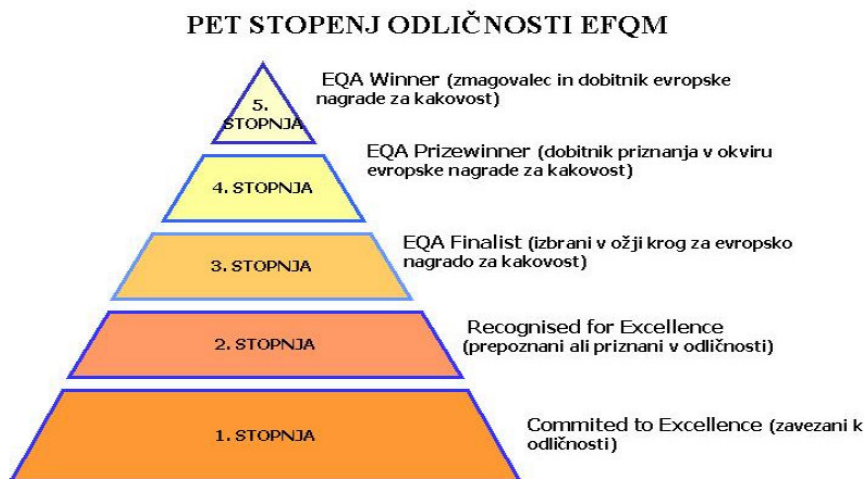 PET STOPENJ ODLIČNOSTI EFQM
5.
STOPNJA
EQA Winner (zmagovalec in dobitnik evropske
nagrade za kakovost)
4. STOPNJA
EQA Prizewinner (dobitnik priznanja v okviru
evropske nagrade za kakovost)
3. STOPNJA
EQA Finalist (izbrani v ožji krog za evropsko
nagrado za kakovost)
2. STOPNJA
Recognised for Excellence
(prepoznani ali priznani v odličnosti)
1. STOPNJA
Commited to Excellence (zavezani k
odličnosti)